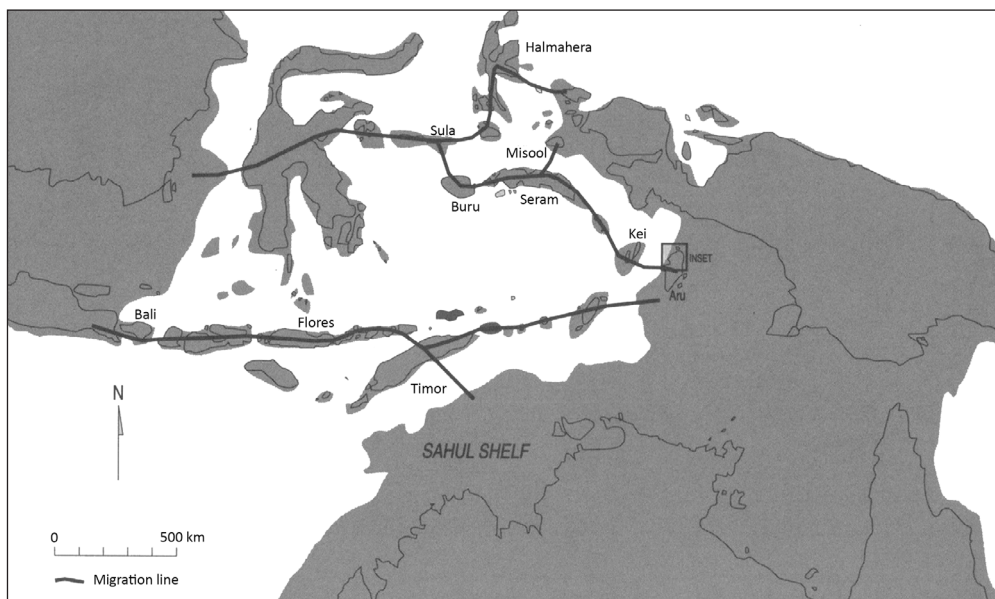 Halmahera
Sula
Misool
Buru
Seram
Kei
INSET
Aru
Bali
Flores
Timor
N
SAHUL SHELF
0 500 km
Migration line